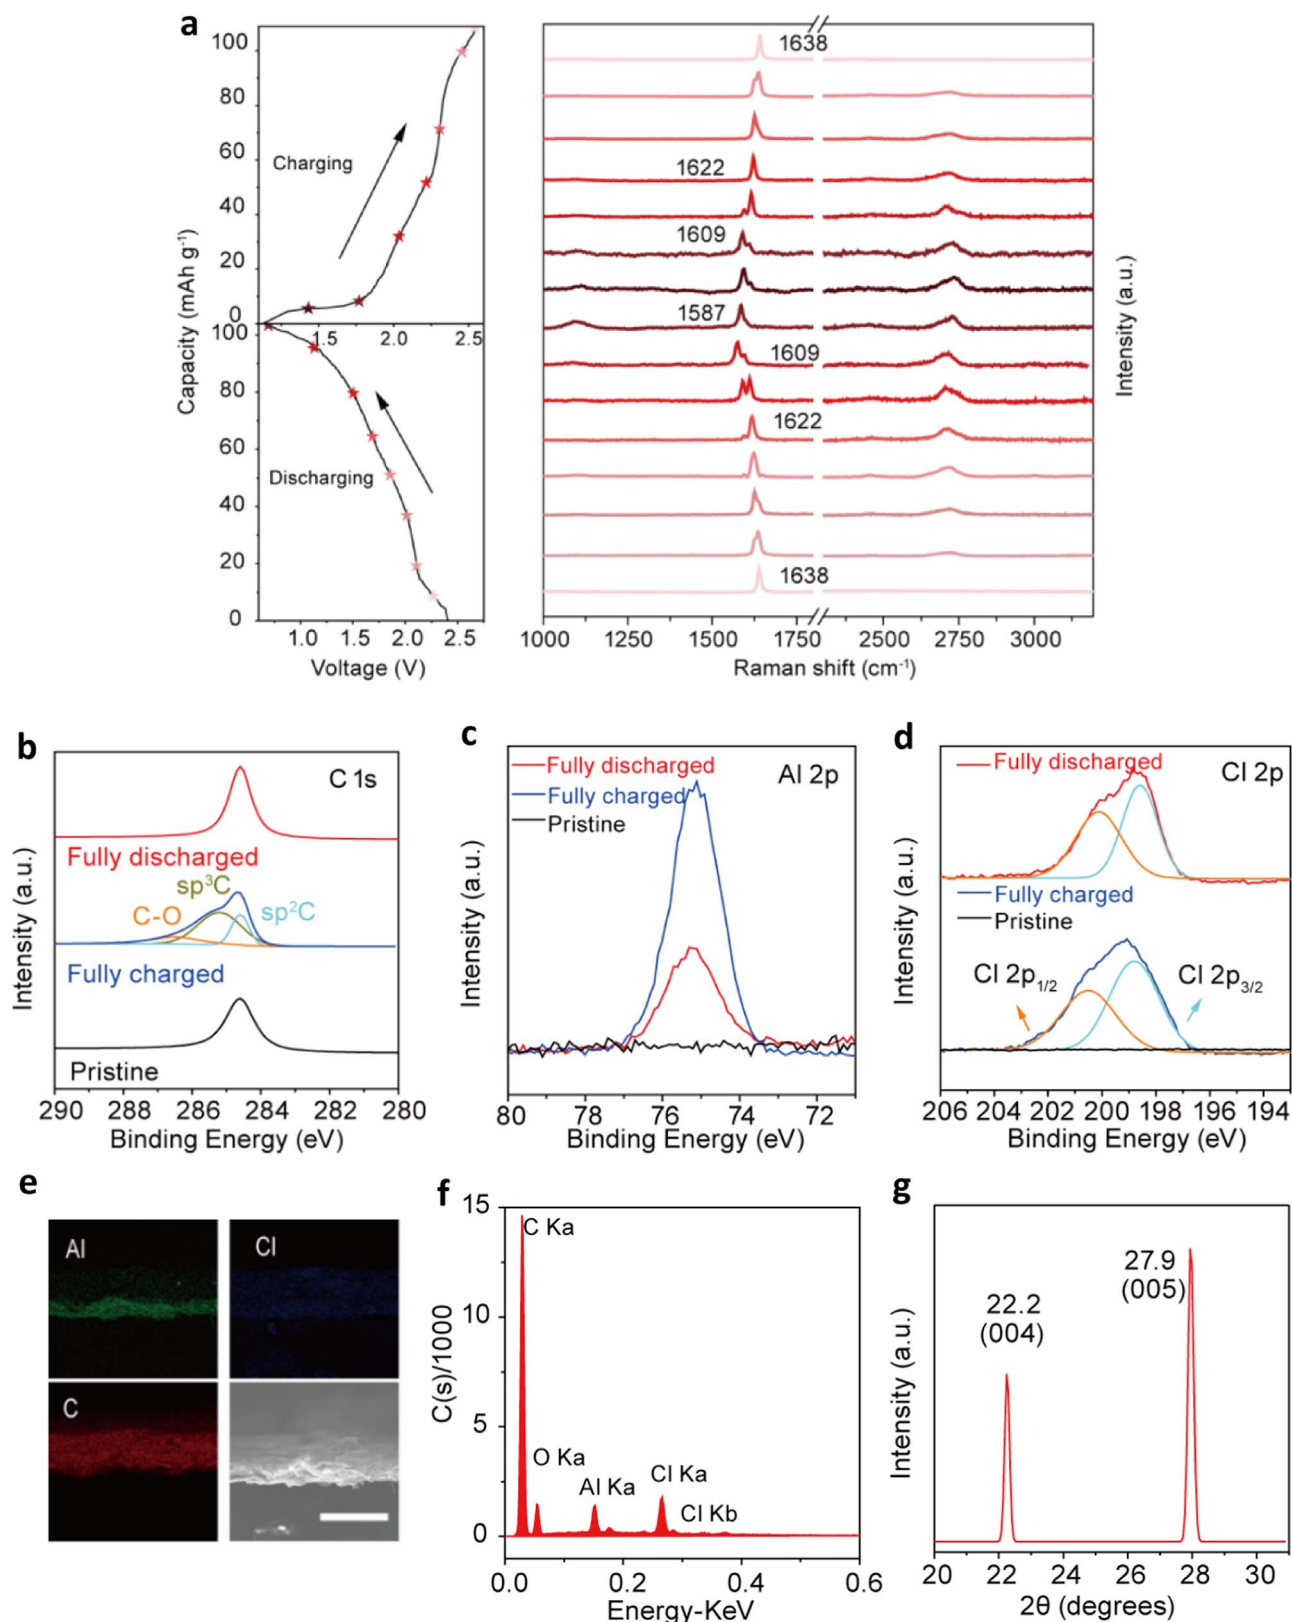 a
100
80
60
40
20
0
100
80
60
40
20
0
Capacity (mAh g⁻¹)
Charging
1.5 2.0 2.5
Discharging
1.0 1.5 2.0 2.5
Voltage (V)
1638
1622
1609
1587
1609
1622
1638
1000 1250 1500 1750 2500 2750 3000
Raman shift (cm⁻¹)
Intensity (a.u.)
b
C 1s
Fully discharged
sp³C
C-O
sp²C
Fully charged
Pristine
Intensity (a.u.)
290 288 286 284 282 280
Binding Energy (eV)
c
Fully discharged
Fully charged
Pristine
Al 2p
Intensity (a.u.)
80 78 76 74 72
Binding Energy (eV)
d
Fully discharged
Cl 2p
Fully charged
Pristine
Cl 2p₁/₂
Cl 2p₃/₂
Intensity (a.u.)
206 204 202 200 198 196 194
Binding Energy (eV)
e
Al
Cl
C
f
15
10
5
0
C(s)/1000
C Ka
O Ka
Al Ka
Cl Ka
Cl Kb
0.0 0.2 0.4 0.6
Energy-KeV
g
22.2
(004)
27.9
(005)
Intensity (a.u.)
20 22 24 26 28 30
2θ (degrees)